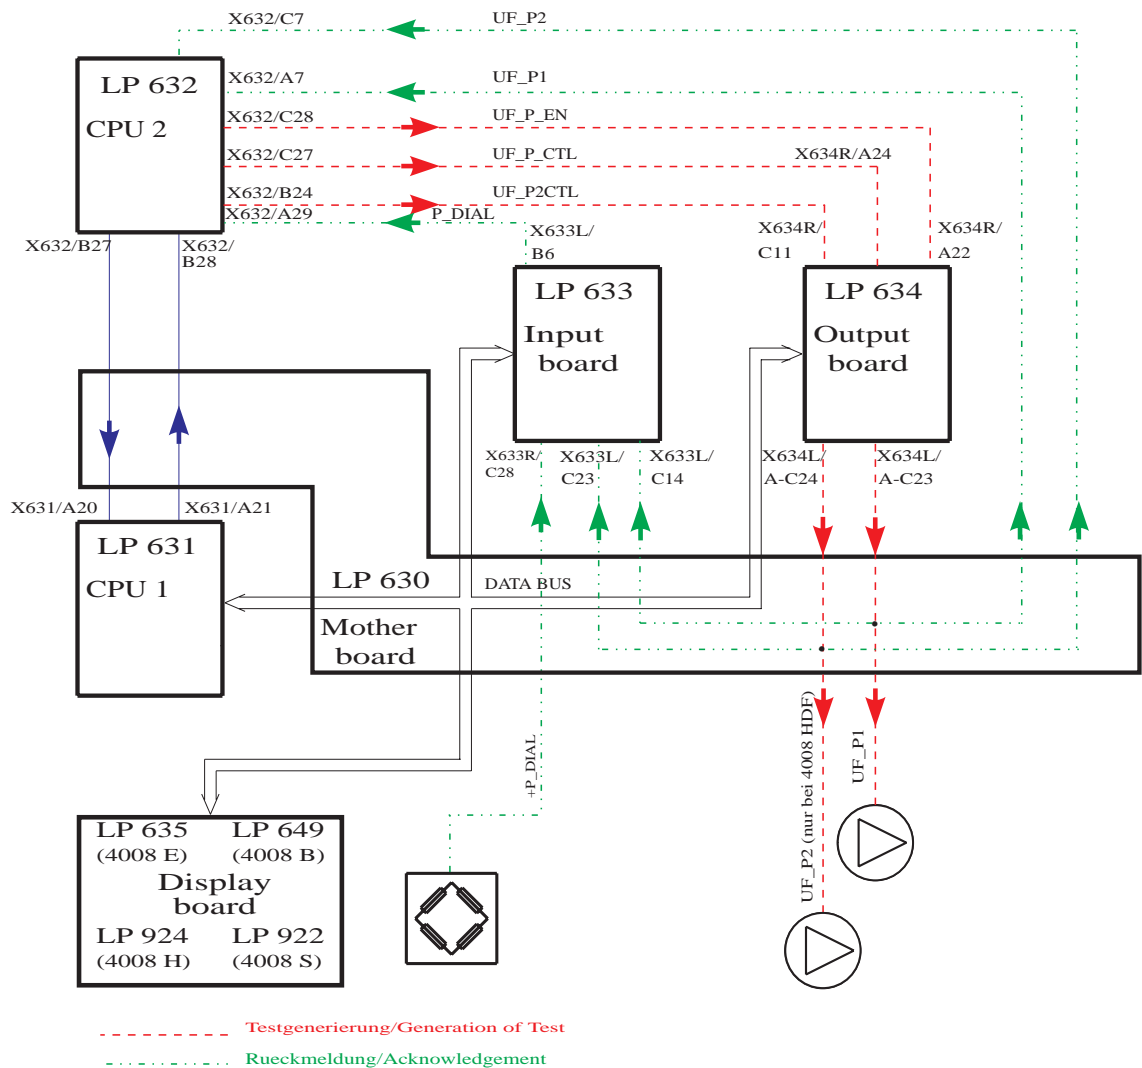 X632/C7
UF_P2
LP 632
CPU 2
X632/A7
UF_P1
X632/C28
UF_P_EN
X632/C27
UF_P_CTL
X634R/A24
X632/B24
UF_P2CTL
X632/A29
P_DIAL
X632/B27
X632/
B28
X633L/
B6
X634R/
C11
X634R/
A22
LP 633
Input
board
LP 634
Output
board
X633R/
C28
X633L/
C23
X633L/
C14
X634L/
A-C24
X634L/
A-C23
X631/A20
X631/A21
LP 631
CPU 1
LP 630
DATA BUS
Mother
board
+P_DIAL
UF_P2 (nur bei 4008 HDF)
UF_P1
LP 635
(4008 E)
LP 649
(4008 B)
Display
board
LP 924
(4008 H)
LP 922
(4008 S)
Testgenerierung/Generation of Test
Rueckmeldung/Acknowledgement